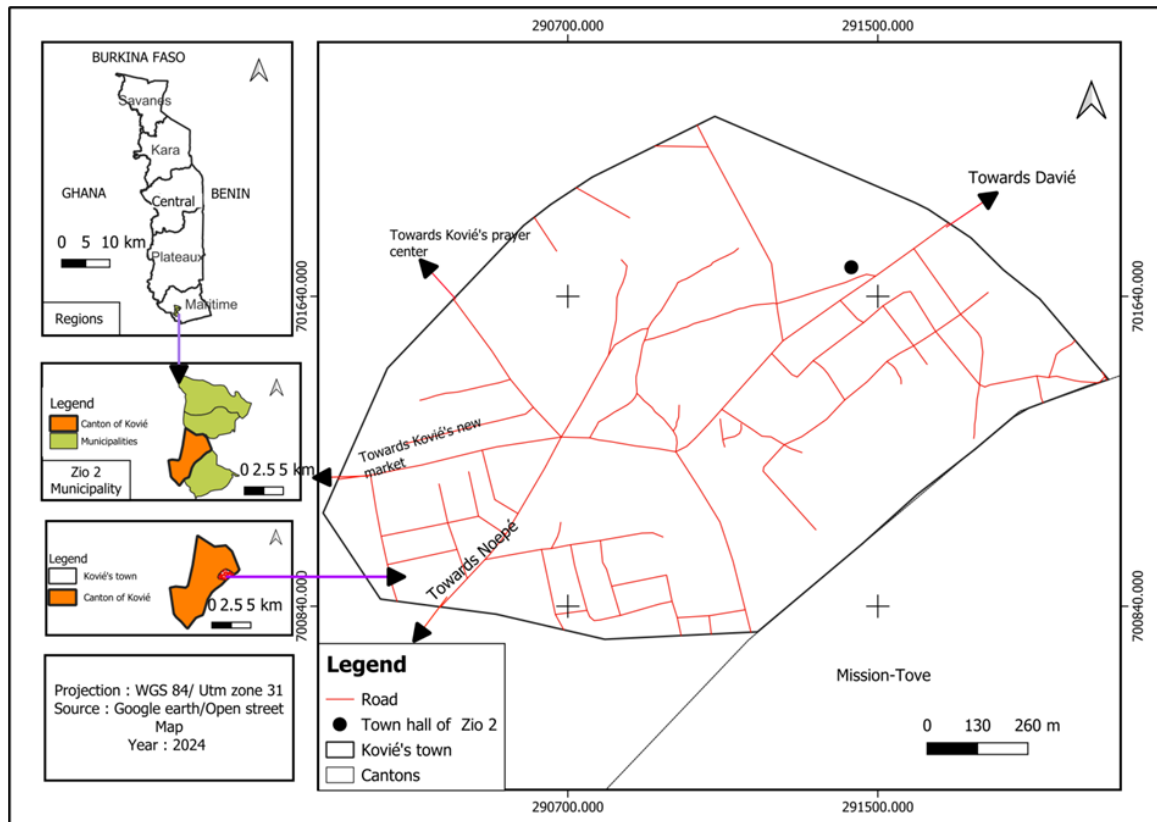 BURKINA FASO
Savanes
Kara
GHANA
Central
BENIN
0 5 10 km
Plateaux
Maritime
Regions
Legend
Canton of Kovié
Municipalities
Zio 2
Municipality
0 2.5 5 km
Legend
Kovié's town
Canton of Kovié
0 2.5 5 km
Projection : WGS 84/ Utm zone 31
Source : Google earth/Open street
Map
Year : 2024
290700.000
291500.000
701640.000
701640.000
700840.000
700840.000
290700.000
291500.000
Towards Davié
Towards Kovié's prayer
center
Towards Kovié's new
market
Towards Noepé
Mission-Tove
0 130 260 m
Legend
Road
Town hall of Zio 2
Kovié's town
Cantons